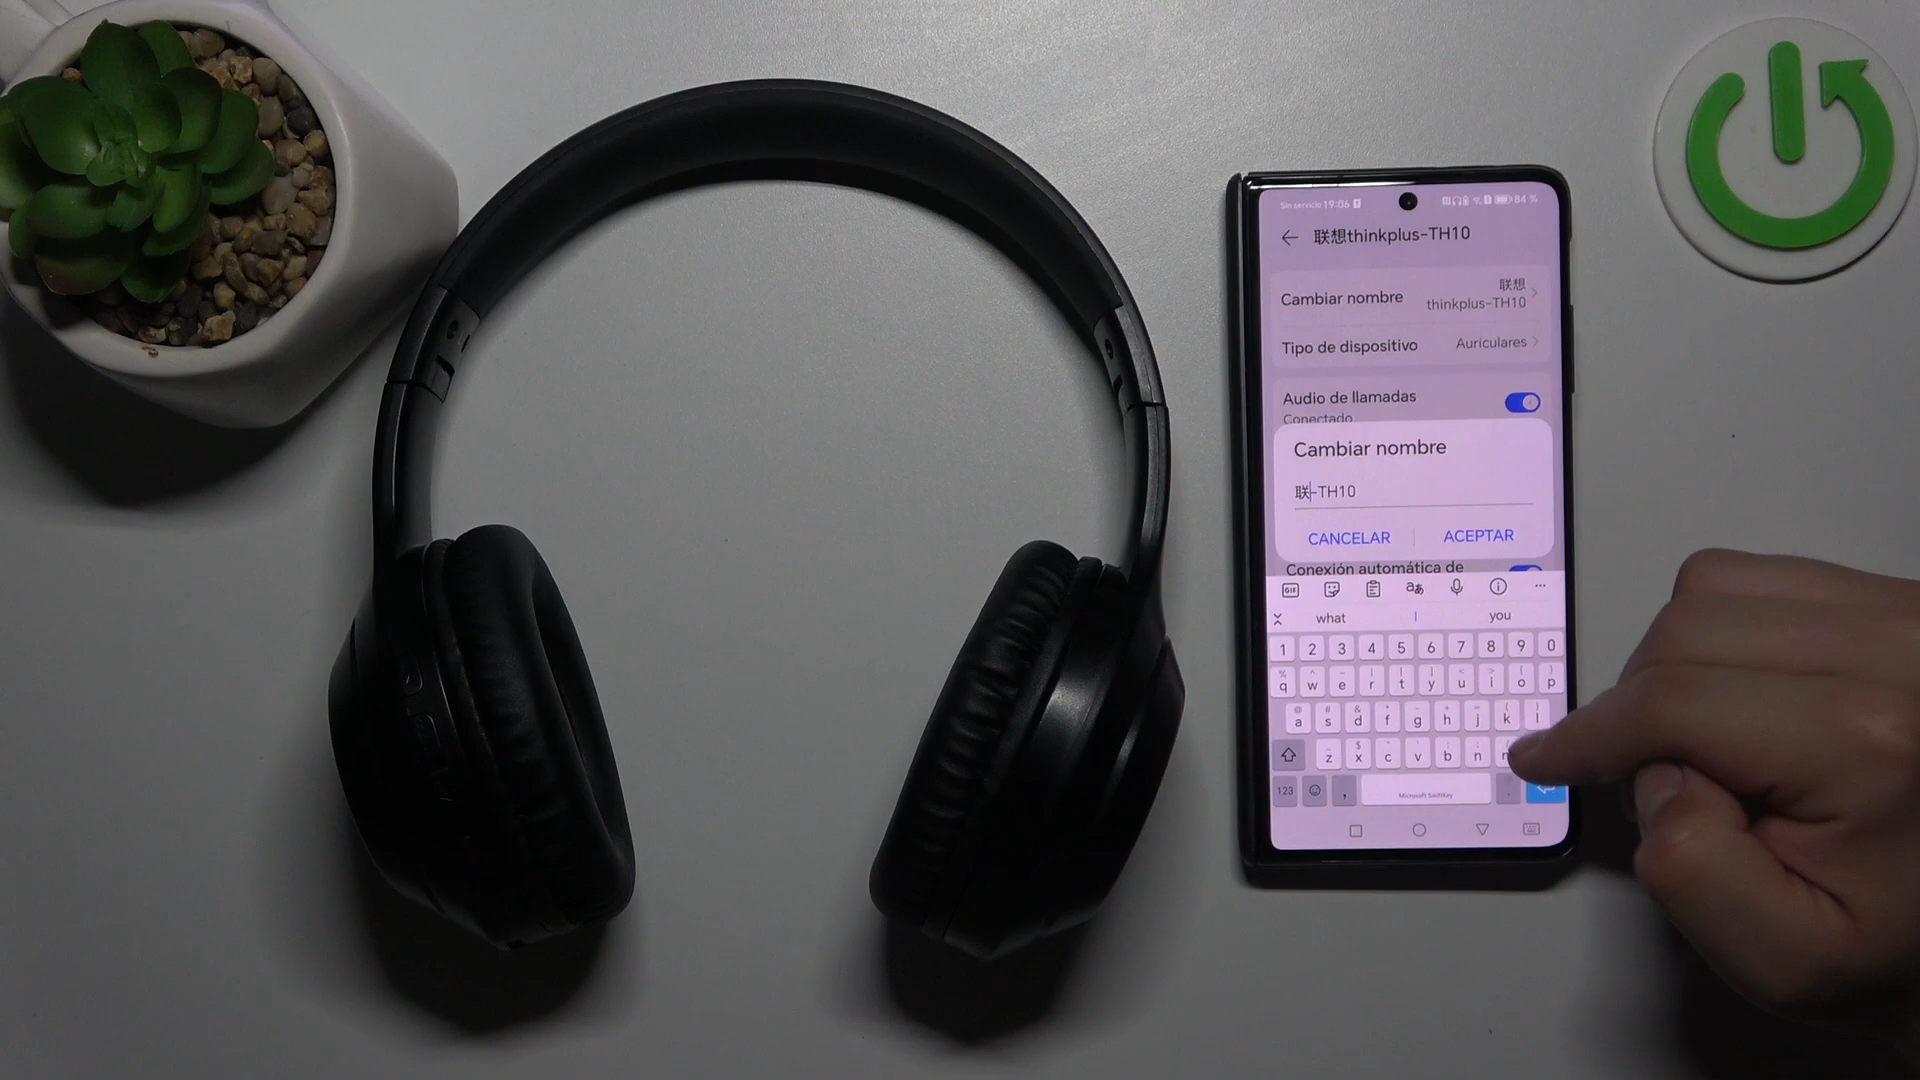 Sin servicio 19:06 84 %
联想thinkplus-TH10
Cambiar nombre
联想
thinkplus-TH10
Tipo de dispositivo
Auriculares
Audio de llamadas
Conectado
Cambiar nombre
联-TH10
CANCELAR
ACEPTAR
Conexión automática de
GIF
what
I
you
1 2 3 4 5 6 7 8 9 0
q w e r t y u i o p
a s d f g h j k l
z x c v b n
123 , Microsoft SwiftKey .